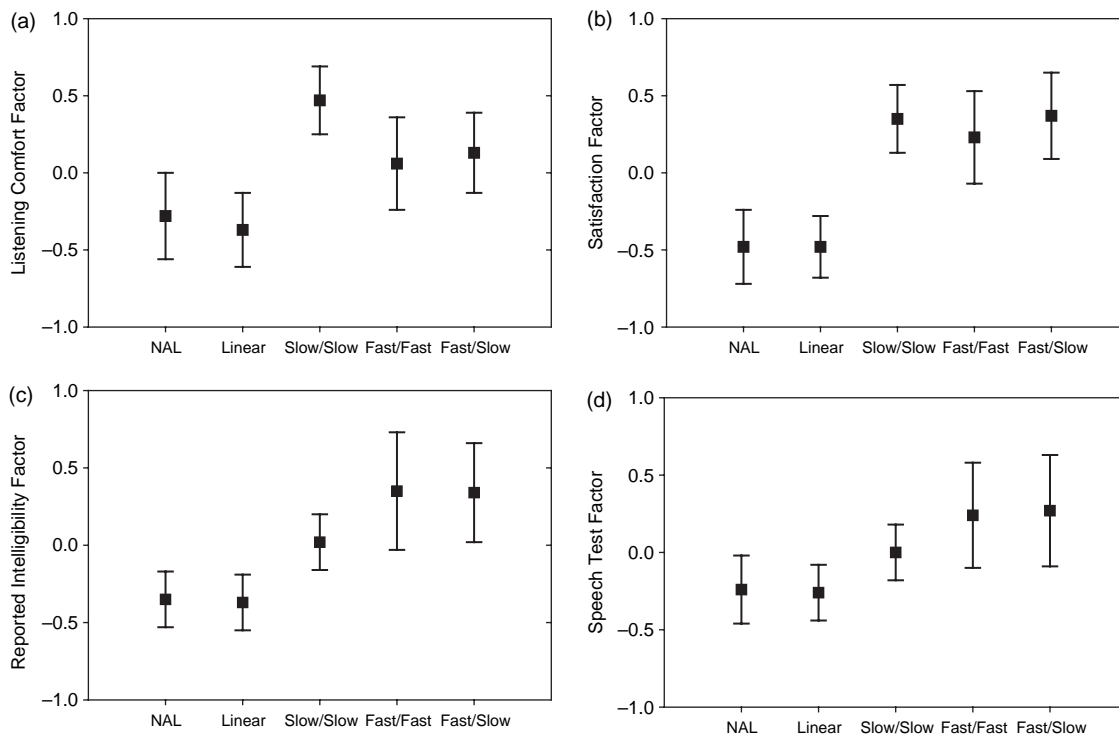 (a)
Listening Comfort Factor
1.0
0.5
0.0
–0.5
–1.0
NAL Linear Slow/Slow Fast/Fast Fast/Slow
(b)
Satisfaction Factor
1.0
0.5
0.0
–0.5
–1.0
NAL Linear Slow/Slow Fast/Fast Fast/Slow
(c)
Reported Intelligibility Factor
1.0
0.5
0.0
–0.5
–1.0
NAL Linear Slow/Slow Fast/Fast Fast/Slow
(d)
Speech Test Factor
1.0
0.5
0.0
–0.5
–1.0
NAL Linear Slow/Slow Fast/Fast Fast/Slow